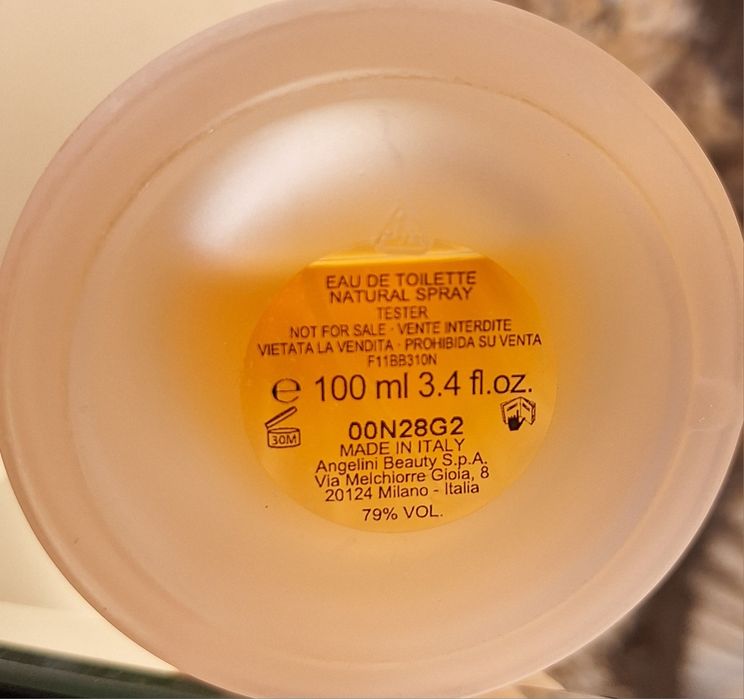 EAU DE TOILETTE
NATURAL SPRAY
TESTER
NOT FOR SALE · VENTE INTERDITE
VIETATA LA VENDITA · PROHIBIDA SU VENTA
F11BB310N
e 100 ml 3.4 fl.oz.
30M
00N28G2
MADE IN ITALY
Angelini Beauty S.p.A.
Via Melchiorre Gioia, 8
20124 Milano - Italia
79% VOL.